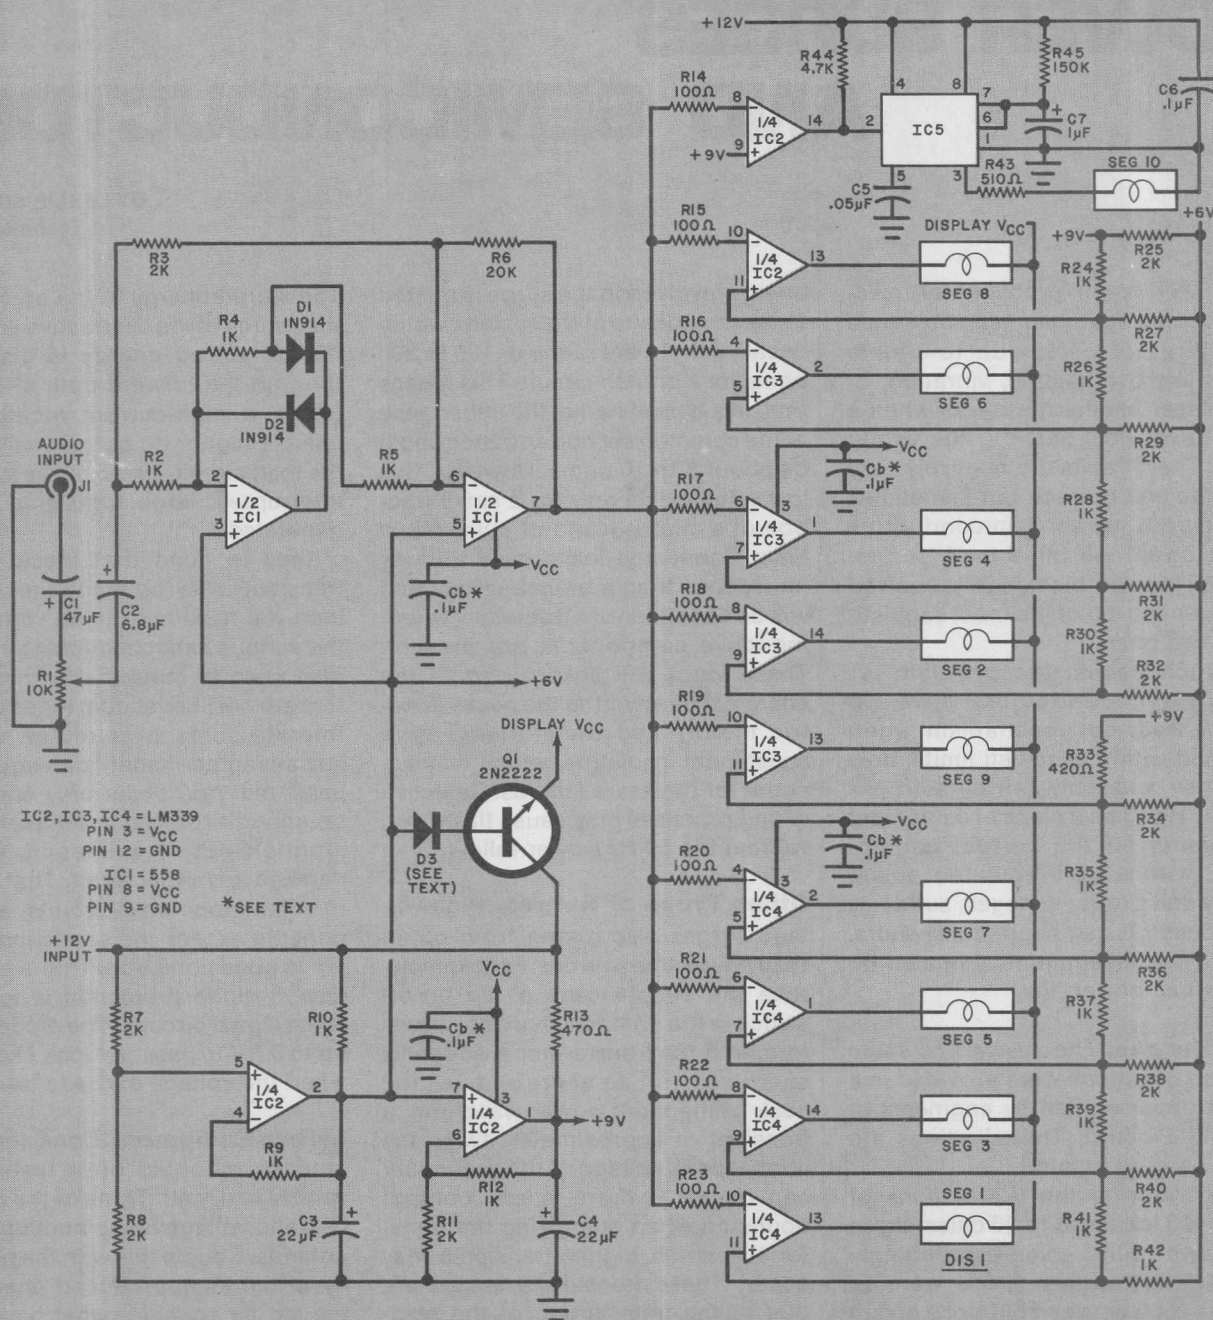 +12V
R44
4.7K
R45
150K
C6
.1µF
R14
100Ω
8
−
1/4
IC2
14
9
+
+9V
4
8
2
IC5
7
6
1
5
3
+
C7
1µF
C5
.05µF
R43
510Ω
SEG 10
+6V
R15
100Ω
10
−
1/4
IC2
13
11
+
DISPLAY VCC
SEG 8
+9V
R25
2K
R24
1K
R27
2K
R3
2K
R6
20K
R4
1K
D1
1N914
D2
1N914
R16
100Ω
4
−
1/4
IC3
2
5
+
SEG 6
R26
1K
R29
2K
AUDIO
INPUT
J1
R2
1K
2
−
1/2
IC1
1
3
+
R5
1K
6
−
1/2
IC1
7
5
+
VCC
Cb*
.1µF
R17
100Ω
6
−
1/4
IC3
3
1
7
+
VCC
Cb*
.1µF
SEG 4
R28
1K
R31
2K
+
C1
47µF
+
C2
6.8µF
R1
10K
+6V
R18
100Ω
8
−
1/4
IC3
14
9
+
SEG 2
R30
1K
R32
2K
R19
100Ω
10
−
1/4
IC3
13
11
+
SEG 9
+9V
R33
420Ω
R34
2K
DISPLAY VCC
Q1
2N2222
D3
(SEE
TEXT)
IC2,IC3,IC4=LM339
PIN 3=VCC
PIN 12=GND
IC1=558
PIN 8=VCC
PIN 9=GND
*SEE TEXT
R20
100Ω
4
−
1/4
IC4
3
2
5
+
VCC
Cb*
.1µF
SEG 7
R35
1K
R36
2K
+12V
INPUT
R7
2K
R10
1K
VCC
Cb*
.1µF
R13
470Ω
R21
100Ω
6
−
1/4
IC4
1
7
+
SEG 5
R37
1K
R38
2K
5
+
1/4
IC2
2
4
−
R9
1K
7
+
1/4
IC2
3
1
6
−
+9V
R12
1K
R22
100Ω
8
−
1/4
IC4
14
9
+
SEG 3
R39
1K
R40
2K
R8
2K
C3
22µF
+
R11
2K
+
C4
22µF
R23
100Ω
10
−
1/4
IC4
13
11
+
SEG 1
DIS 1
R41
1K
R42
1K